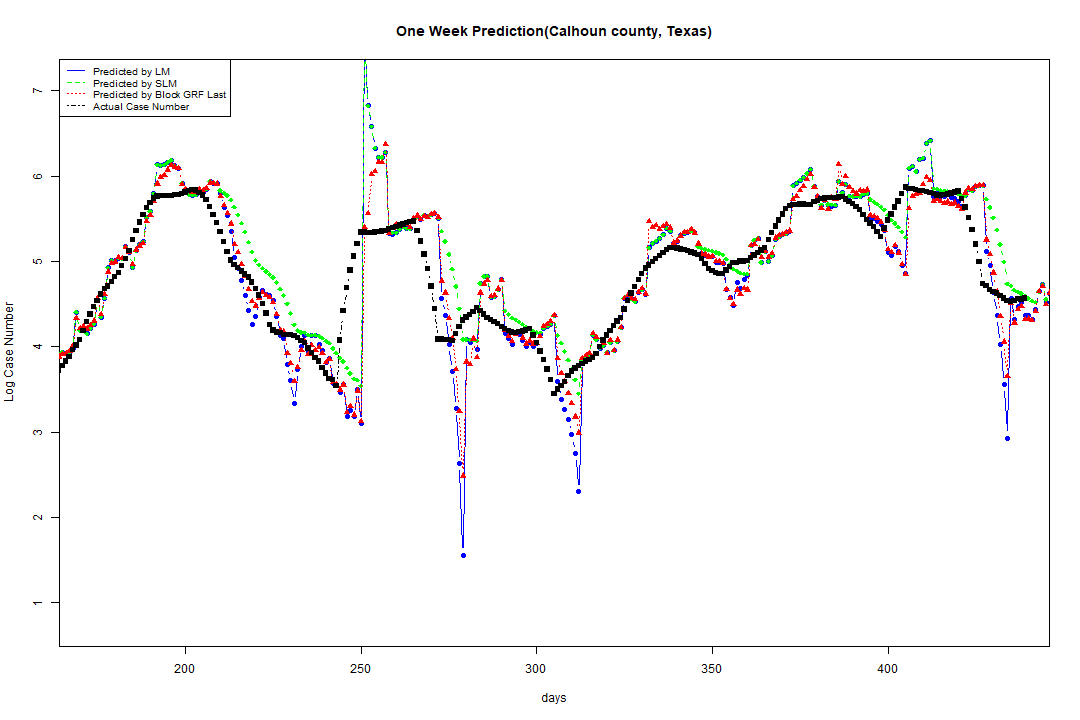 One Week Prediction(Calhoun county, Texas)
Predicted by LM
Predicted by SLM
Predicted by Block GRF Last
Actual Case Number
7
6
5
4
3
2
1
Log Case Number
200 250 300 350 400
days